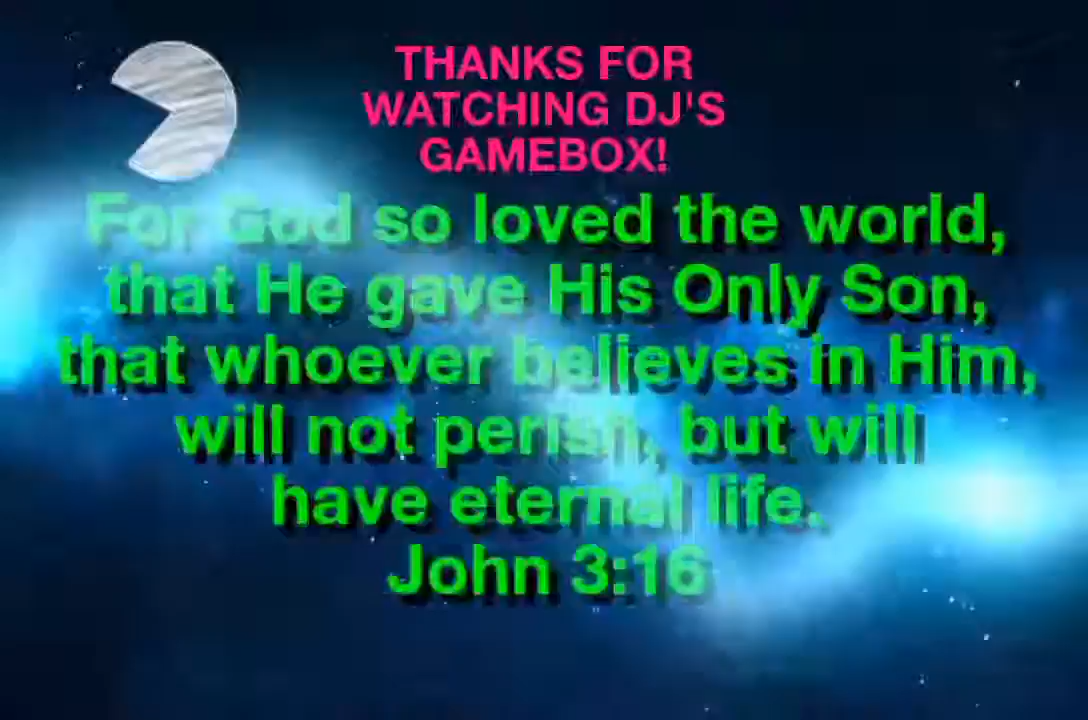 THANKS FOR
WATCHING DJ'S
GAMEBOX!
For God so loved the world,
that He gave His Only Son,
that whoever believes in Him,
will not perish, but will
have eternal life.
John 3:16